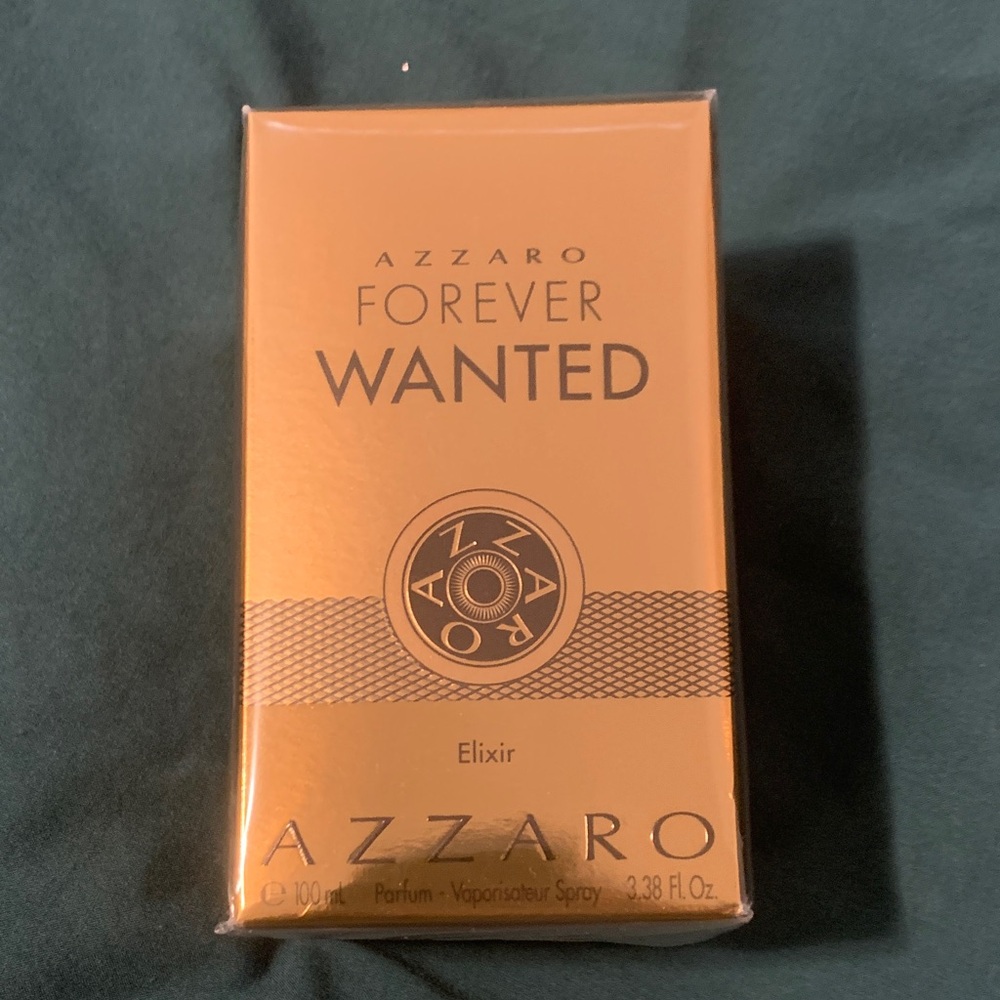 AZZARO
FOREVER
WANTED
AZZARO
Elixir
AZZARO
℮ 100 mL Parfum - Vaporisateur Spray 3.38 Fl. Oz.